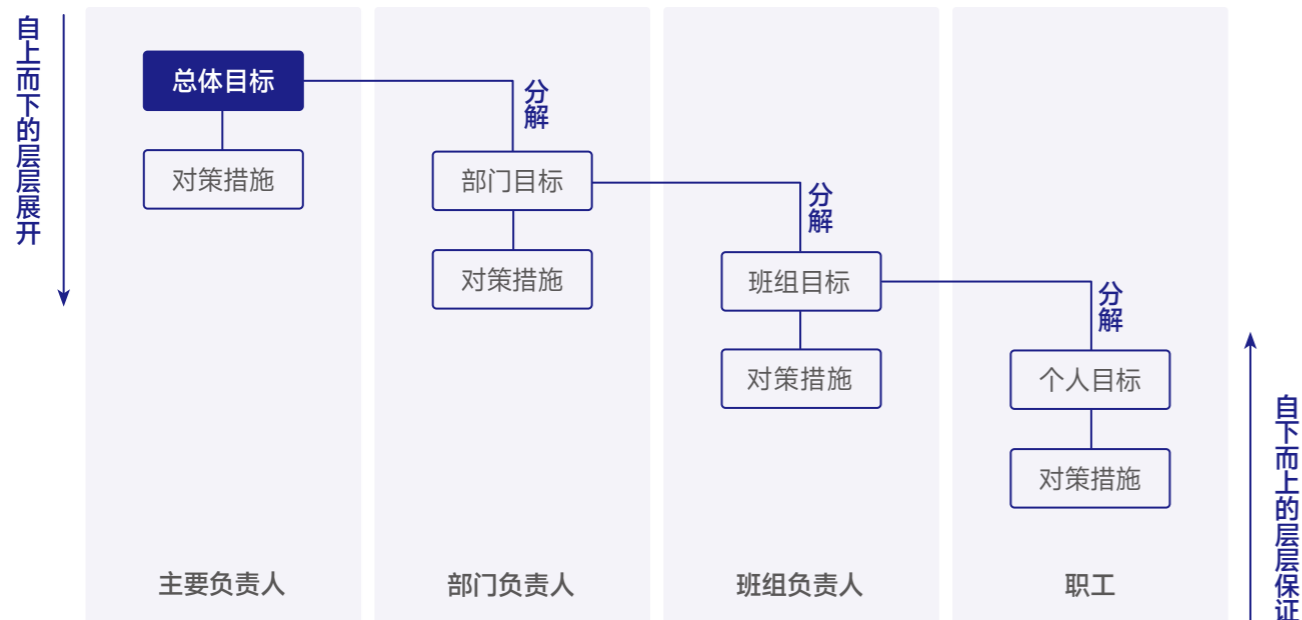 自上而下的层层展开
总体目标
对策措施
分解
部门目标
对策措施
分解
班组目标
对策措施
分解
个人目标
对策措施
自下而上的层层保证
主要负责人
部门负责人
班组负责人
职工